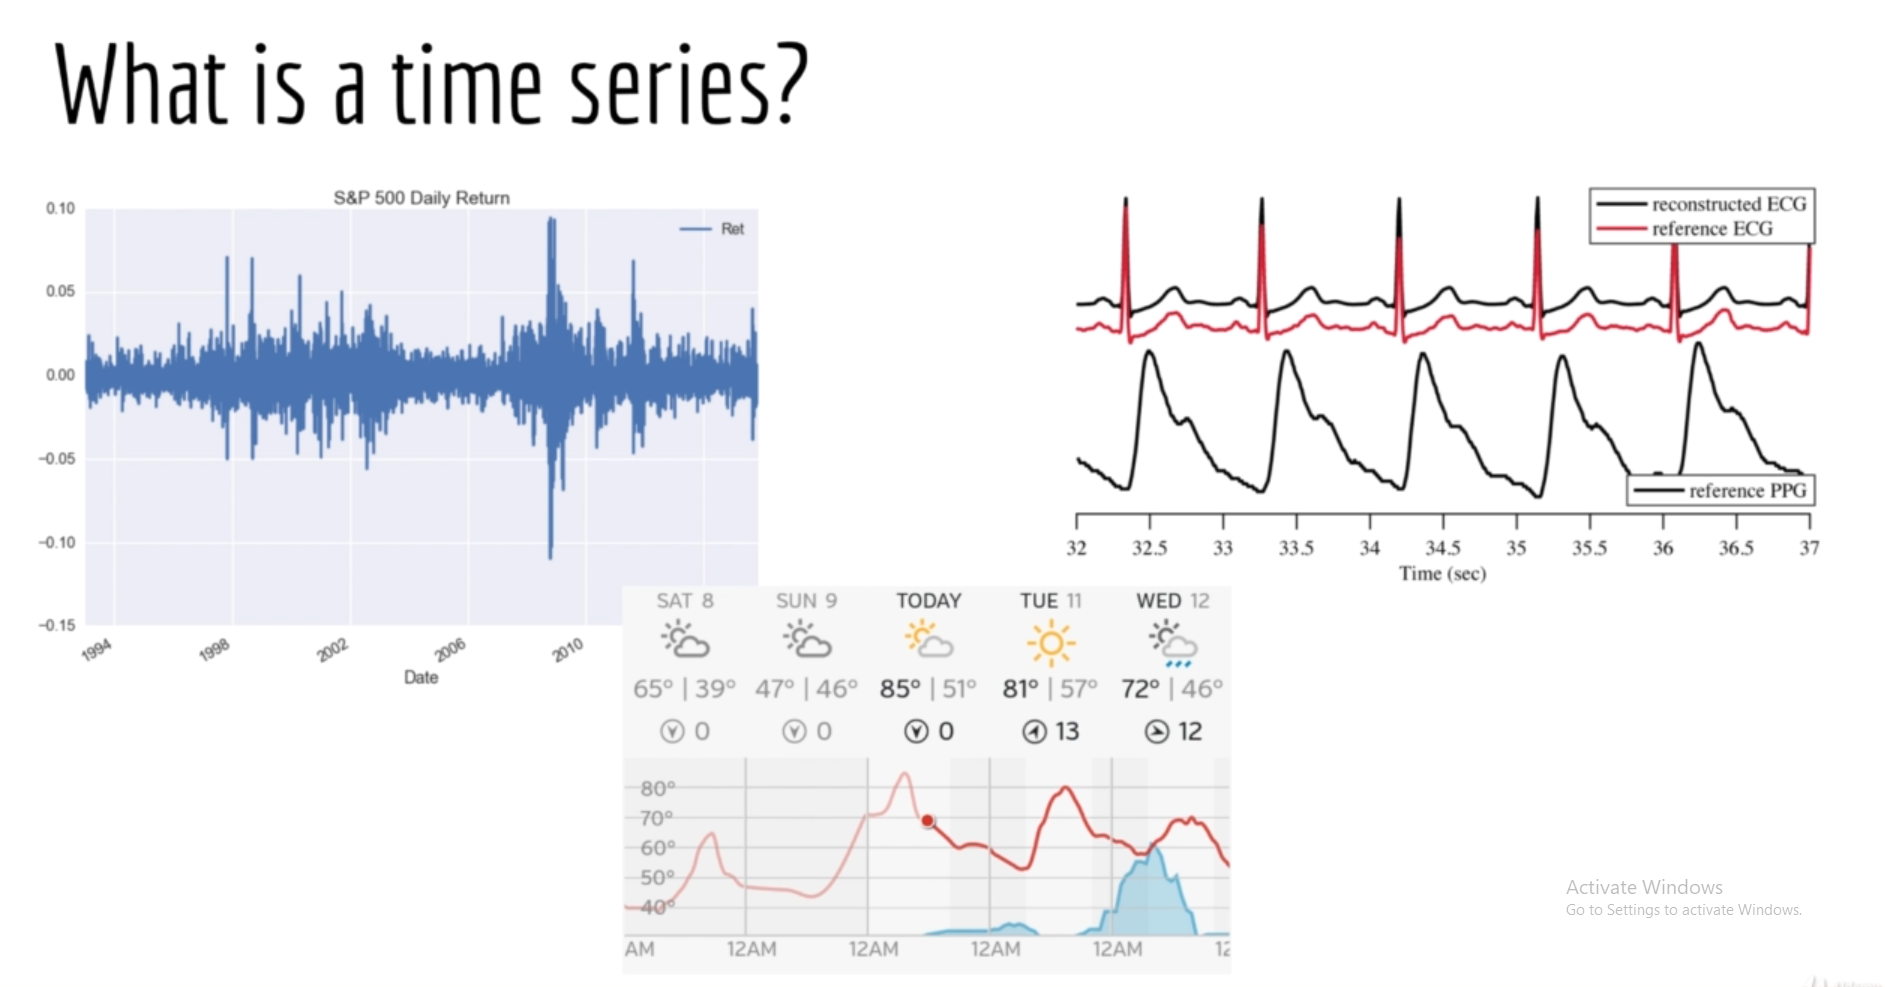 What is a time series?
S&P 500 Daily Return
0.10
0.05
0.00
−0.05
−0.10
−0.15
Ret
1994
1998
2002
2006
2010
Date
reconstructed ECG
reference ECG
reference PPG
32 32.5 33 33.5 34 34.5 35 35.5 36 36.5 37
Time (sec)
SAT 8 SUN 9 TODAY TUE 11 WED 12
65° | 39° 47° | 46° 85° | 51° 81° | 57° 72° | 46°
0 0 0 13 12
80°
70°
60°
50°
40°
AM 12AM 12AM 12AM 12AM 12
Activate Windows
Go to Settings to activate Windows.